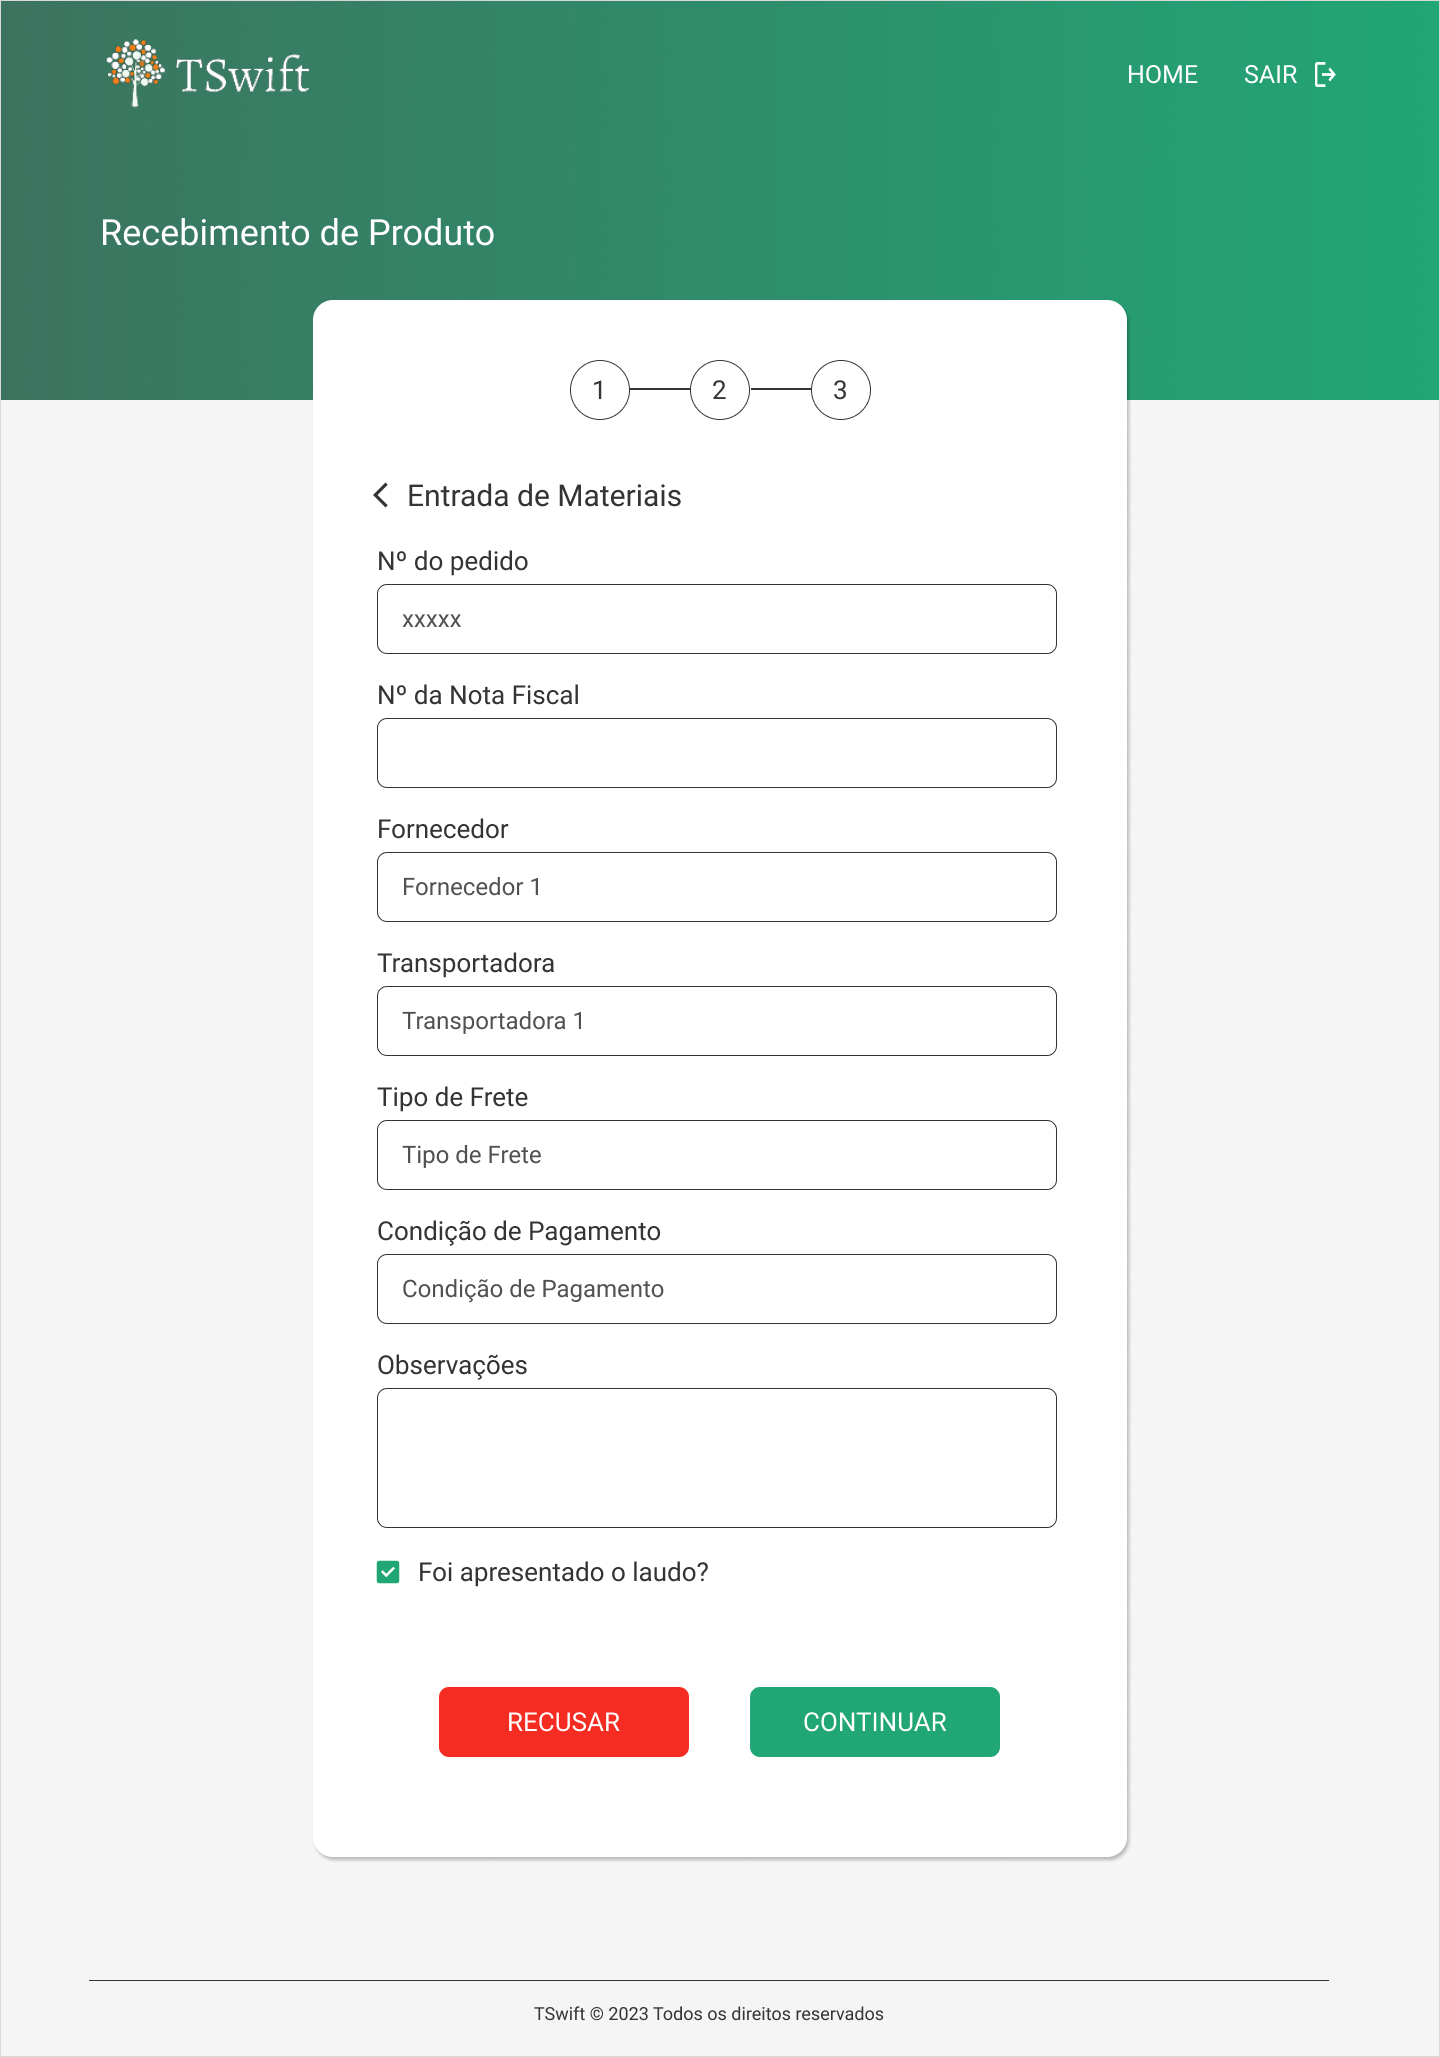 TSwift
HOME
SAIR
Recebimento de Produto
1
2
3
Entrada de Materiais
Nº do pedido
xxxxx
Nº da Nota Fiscal
Fornecedor
Fornecedor 1
Transportadora
Transportadora 1
Tipo de Frete
Tipo de Frete
Condição de Pagamento
Condição de Pagamento
Observações
Foi apresentado o laudo?
RECUSAR
CONTINUAR
TSwift © 2023 Todos os direitos reservados